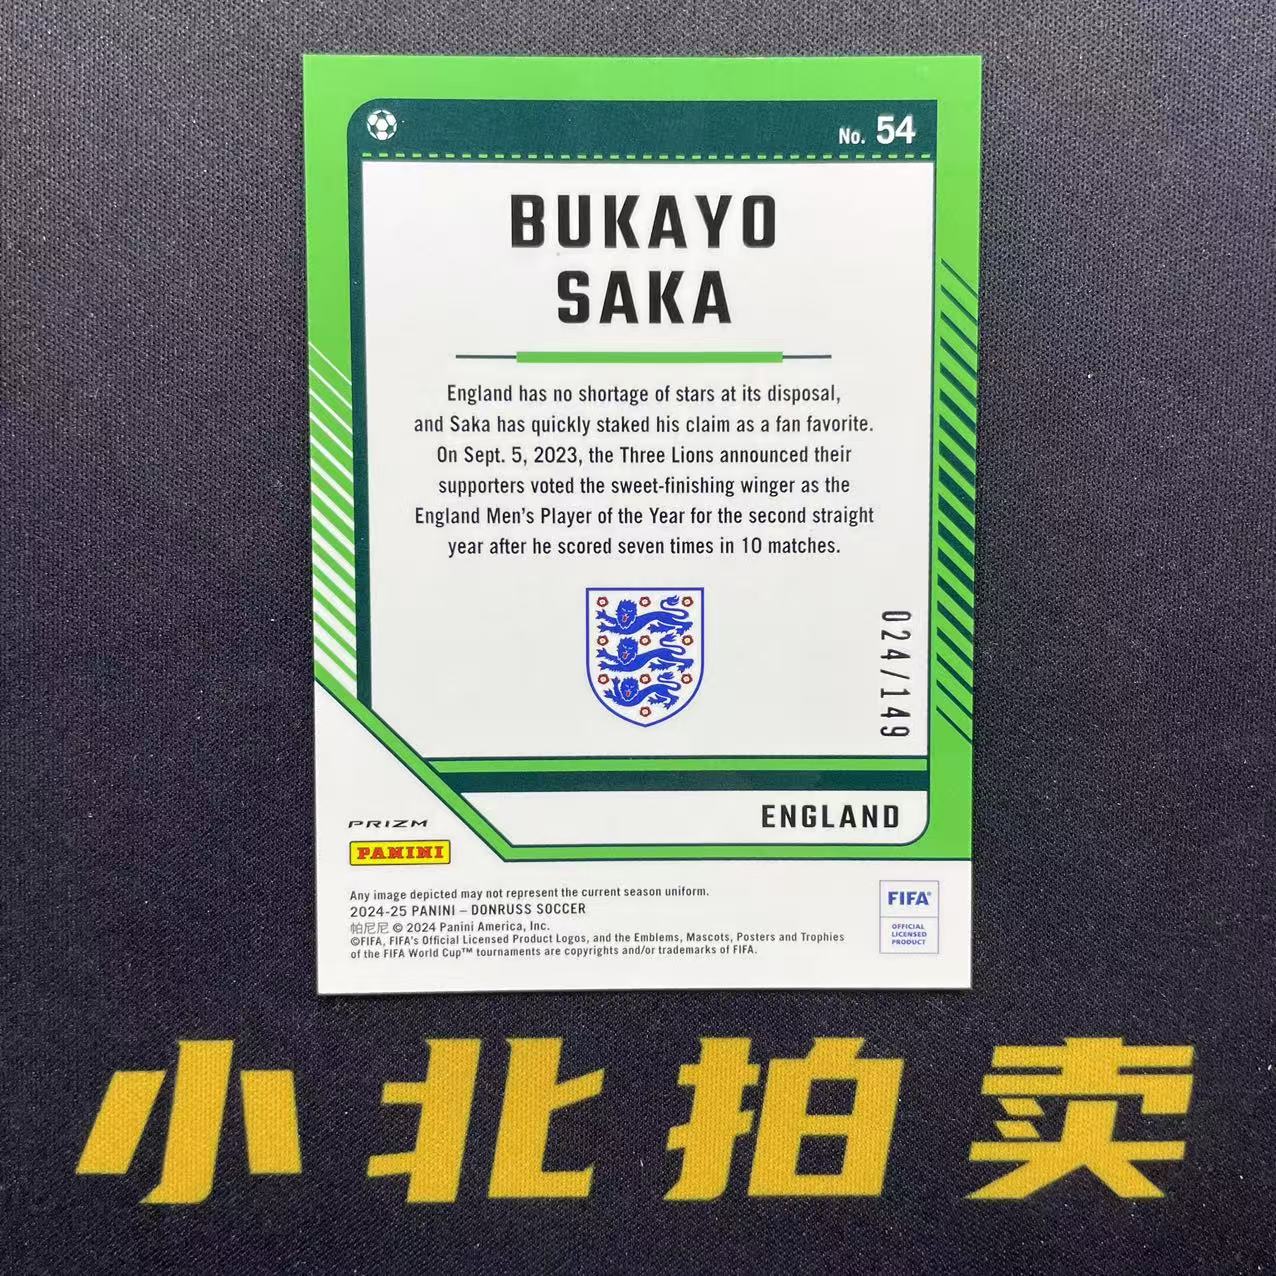 No. 54
BUKAYO
SAKA
England has no shortage of stars at its disposal,
and Saka has quickly staked his claim as a fan favorite.
On Sept. 5, 2023, the Three Lions announced their
supporters voted the sweet-finishing winger as the
England Men's Player of the Year for the second straight
year after he scored seven times in 10 matches.
024/149
ENGLAND
PRIZM
PANINI
Any image depicted may not represent the current season uniform.
2024-25 PANINI – DONRUSS SOCCER
帕尼尼 © 2024 Panini America, Inc.
©FIFA, FIFA's Official Licensed Product Logos, and the Emblems, Mascots, Posters and Trophies
of the FIFA World Cup™ tournaments are copyrights and/or trademarks of FIFA.
FIFA®
OFFICIAL
LICENSED
PRODUCT
小北拍卖